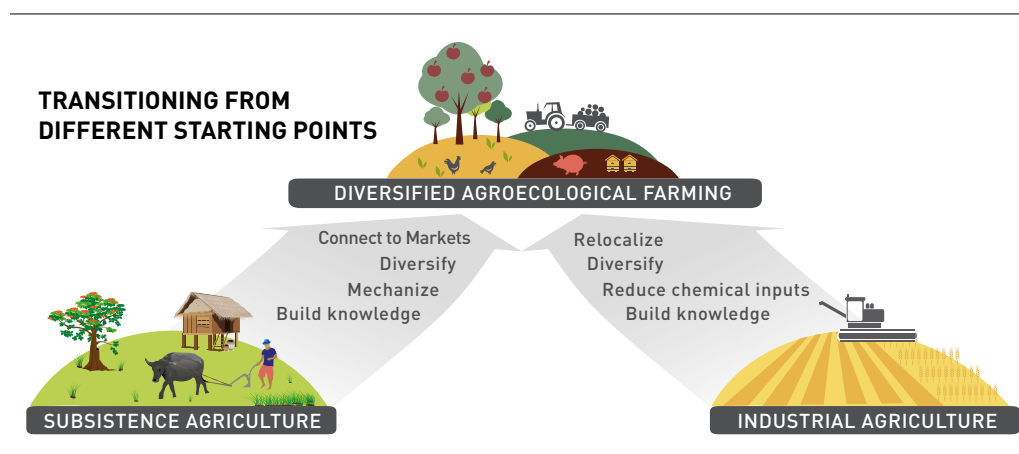 TRANSITIONING FROM
DIFFERENT STARTING POINTS
DIVERSIFIED AGROECOLOGICAL FARMING
Connect to Markets
Diversify
Mechanize
Build knowledge
Relocalize
Diversify
Reduce chemical inputs
Build knowledge
SUBSISTENCE AGRICULTURE
INDUSTRIAL AGRICULTURE